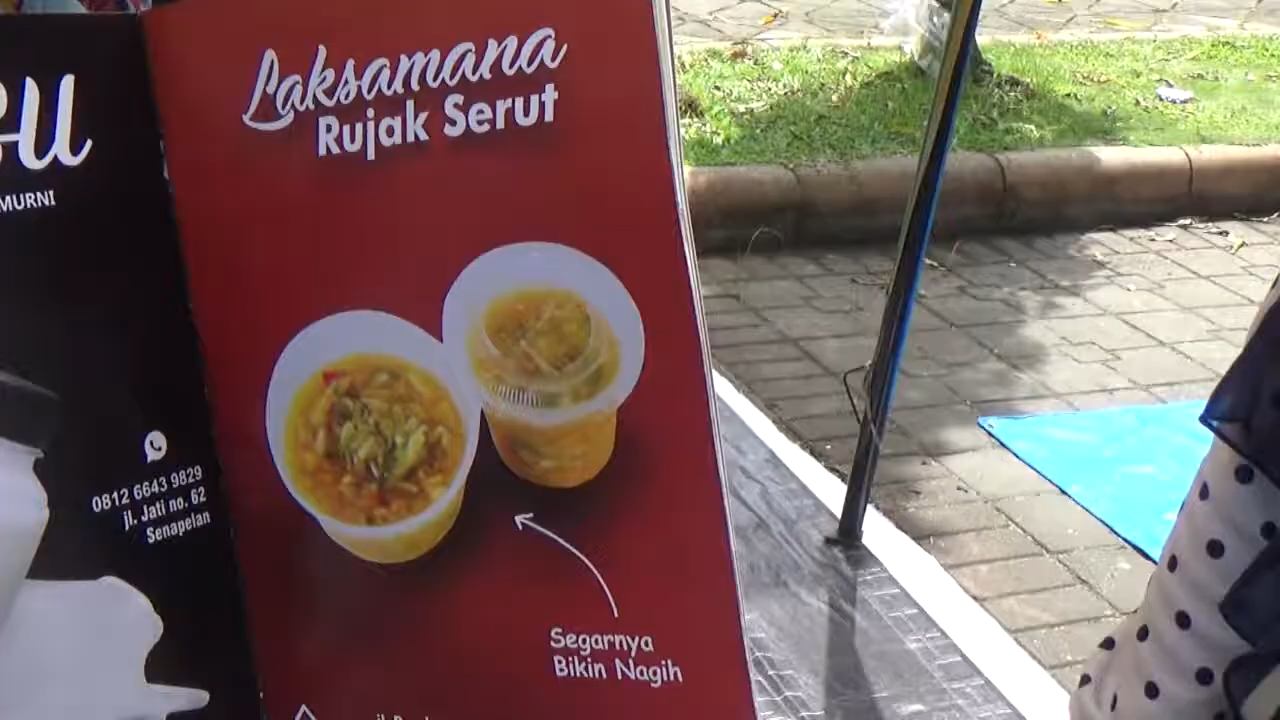 MURNI
0812 6643 9829
jl. Jati no. 62
Senapelan
Laksamana
Rujak Serut
Segarnya
Bikin Nagih